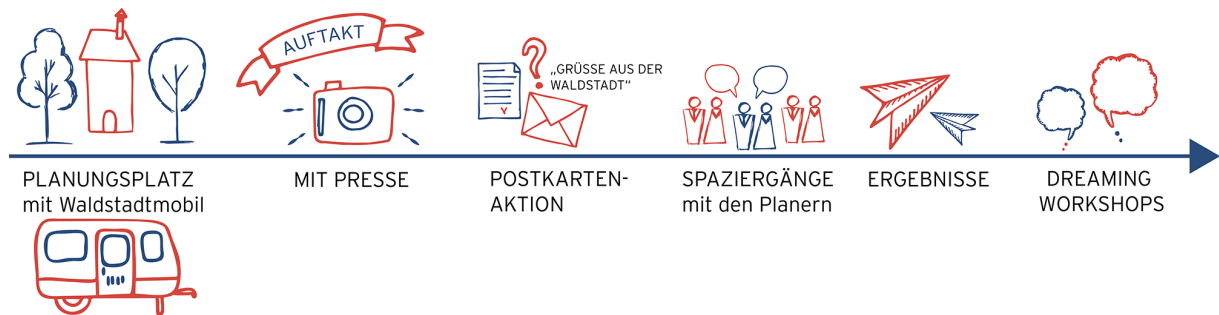 AUFTAKT
„GRÜSSE AUS DER
WALDSTADT“
PLANUNGSPLATZ
mit Waldstadtmobil
MIT PRESSE
POSTKARTEN-
AKTION
SPAZIERGÄNGE
mit den Planern
ERGEBNISSE
DREAMING
WORKSHOPS